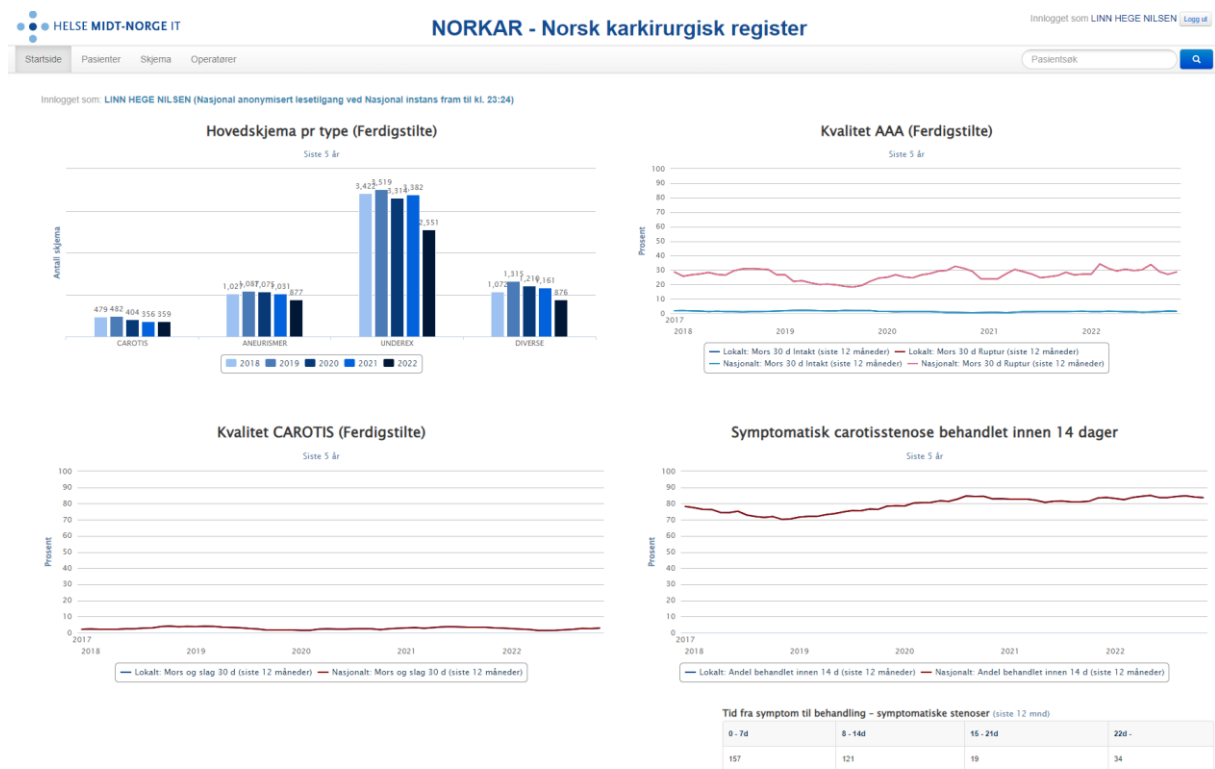 HELSE MIDT-NORGE IT
NORKAR - Norsk karkirurgisk register
Innlogget som LINN HEGE NILSEN Logg ut
Startside Pasienter Skjema Operatører
Pasientsøk
Innlogget som: LINN HEGE NILSEN (Nasjonal anonymisert lesetilgang ved Nasjonal instans fram til kl. 23:24)
Hovedskjema pr type (Ferdigstilte)
Siste 5 år
Antall skjema
479 482 404 356 359
1,087 1,031 877
3,422 3,519 3,314 3,382 2,551
1,072 1,315 1,216 1,161 876
CAROTIS ANEURISMER UNDEREX DIVERSE
2018 2019 2020 2021 2022
Kvalitet AAA (Ferdigstilte)
Siste 5 år
Prosent
100
90
80
70
60
50
40
30
20
10
0
2017
2018 2019 2020 2021 2022
Lokalt: Mors 30 d Intakt (siste 12 måneder) Lokalt: Mors 30 d Ruptur (siste 12 måneder)
Nasjonalt: Mors 30 d Intakt (siste 12 måneder) Nasjonalt: Mors 30 d Ruptur (siste 12 måneder)
Kvalitet CAROTIS (Ferdigstilte)
Siste 5 år
Prosent
100
90
80
70
60
50
40
30
20
10
0
2017
2018 2019 2020 2021 2022
Lokalt: Mors og slag 30 d (siste 12 måneder) Nasjonalt: Mors og slag 30 d (siste 12 måneder)
Symptomatisk carotisstenose behandlet innen 14 dager
Siste 5 år
Prosent
100
90
80
70
60
50
40
30
20
10
0
2017
2018 2019 2020 2021 2022
Lokalt: Andel behandlet innen 14 d (siste 12 måneder) Nasjonalt: Andel behandlet innen 14 d (siste 12 måneder)
Tid fra symptom til behandling – symptomatiske stenoser (siste 12 mnd)
0 - 7d 8 - 14d 15 - 21d 22d -
157 121 19 34